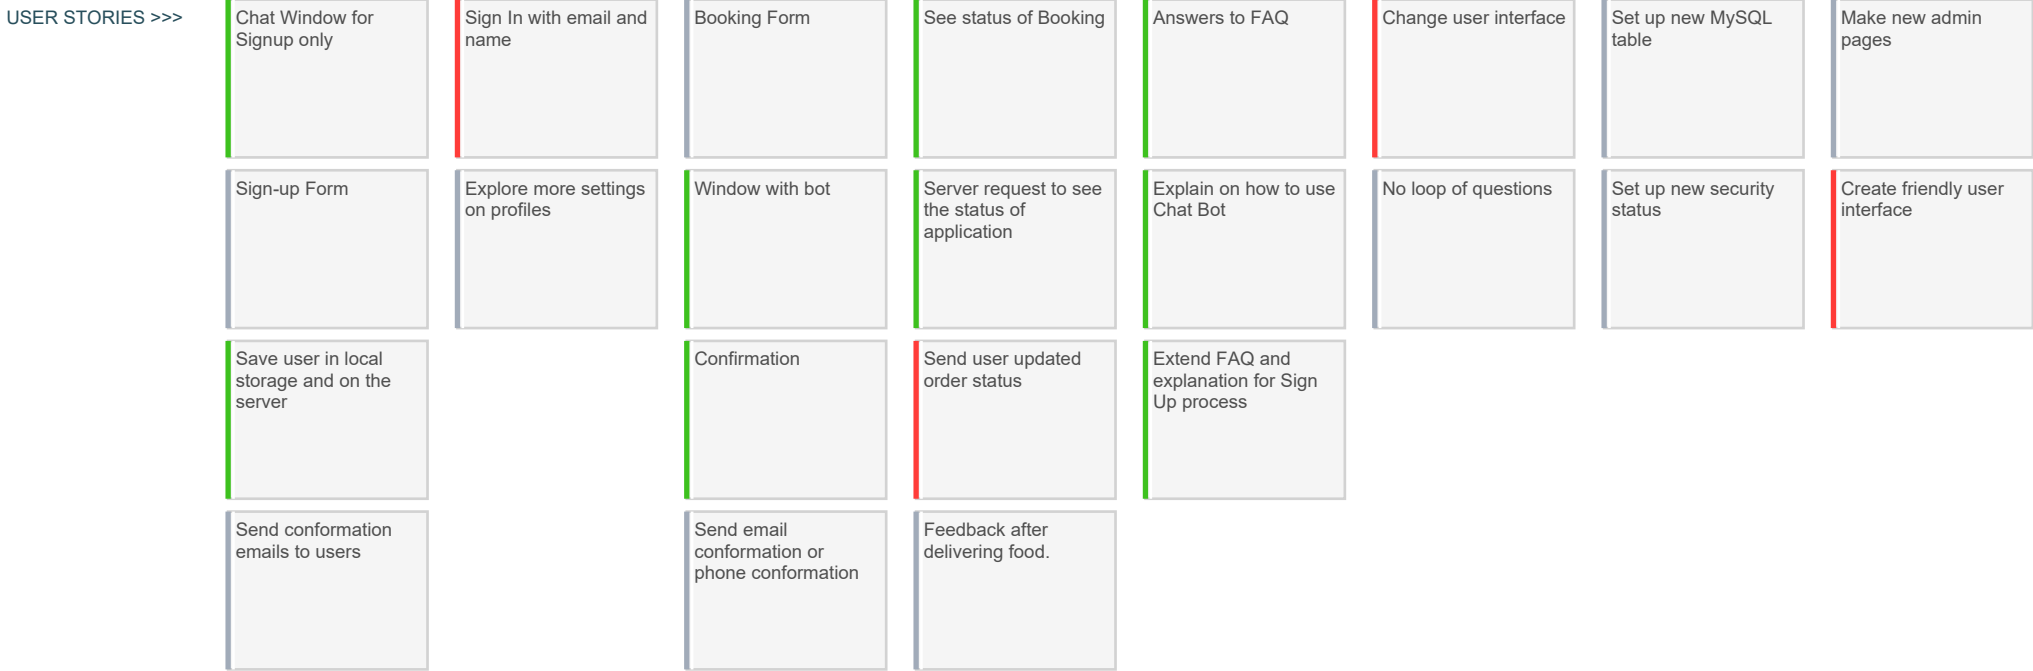 USER STORIES >>>
Chat Window for
Signup only
Sign In with email and
name
Booking Form
See status of Booking
Answers to FAQ
Change user interface
Set up new MySQL
table
Make new admin
pages
Sign-up Form
Explore more settings
on profiles
Window with bot
Server request to see
the status of
application
Explain on how to use
Chat Bot
No loop of questions
Set up new security
status
Create friendly user
interface
Save user in local
storage and on the
server
Confirmation
Send user updated
order status
Extend FAQ and
explanation for Sign
Up process
Send conformation
emails to users
Send email
conformation or
phone conformation
Feedback after
delivering food.